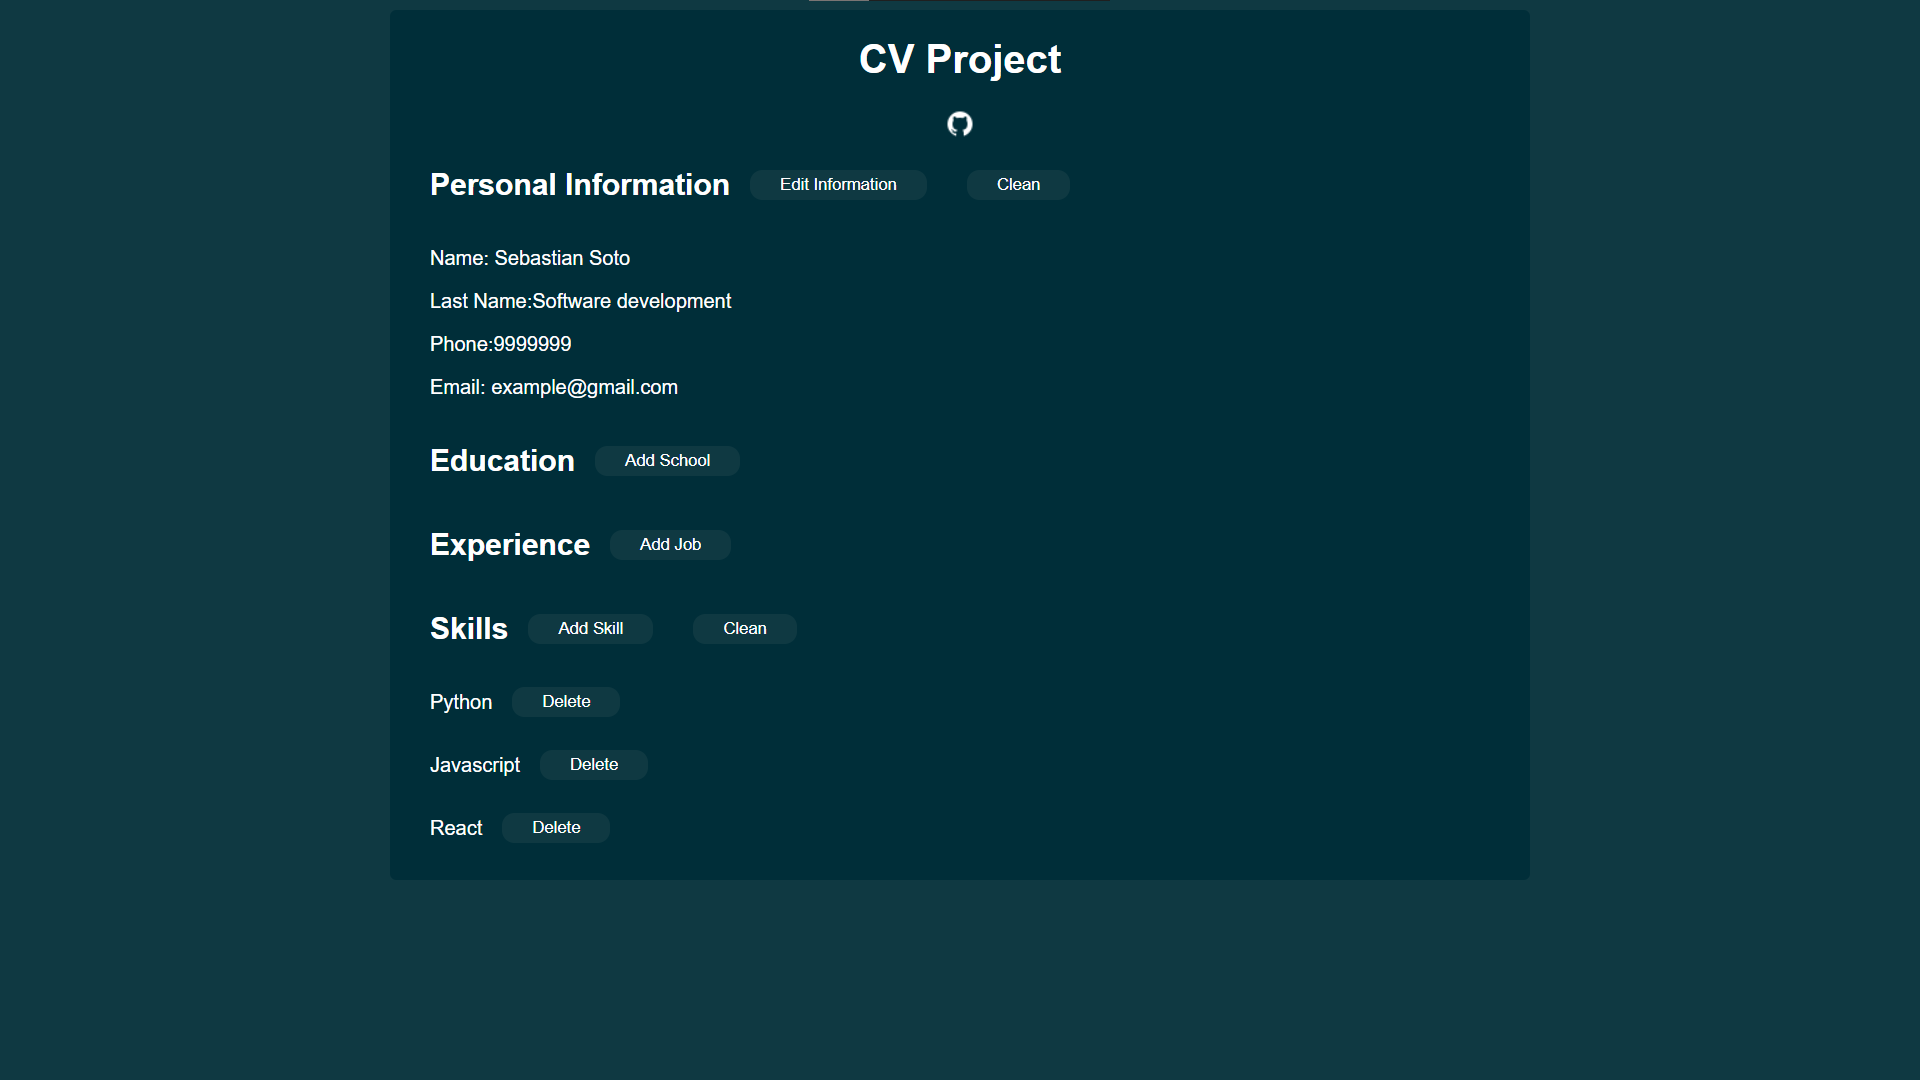 CV Project
Personal Information Edit Information Clean
Name: Sebastian Soto
Last Name:Software development
Phone:9999999
Email: example@gmail.com
Education Add School
Experience Add Job
Skills Add Skill Clean
Python Delete
Javascript Delete
React Delete